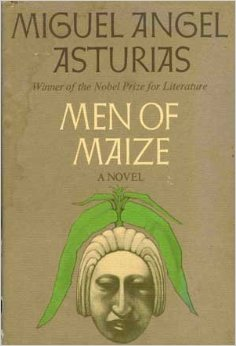 MIGUEL ANGEL
ASTURIAS
Winner of the Nobel Prize for Literature
MEN OF
MAIZE
A NOVEL